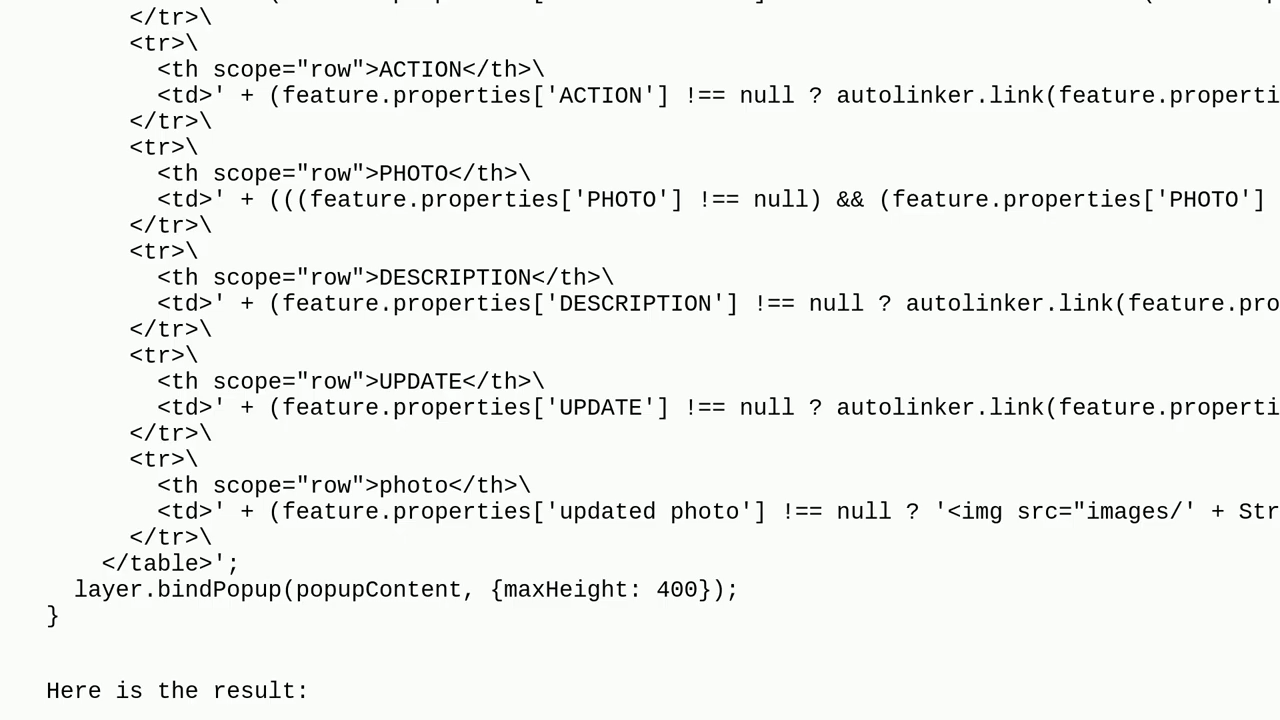 </tr>\
<tr>\
<th scope="row">ACTION</th>\
<td>' + (feature.properties['ACTION'] !== null ? autolinker.link(feature.properti
</tr>\
<tr>\
<th scope="row">PHOTO</th>\
<td>' + (((feature.properties['PHOTO'] !== null) && (feature.properties['PHOTO']
</tr>\
<tr>\
<th scope="row">DESCRIPTION</th>\
<td>' + (feature.properties['DESCRIPTION'] !== null ? autolinker.link(feature.pro
</tr>\
<tr>\
<th scope="row">UPDATE</th>\
<td>' + (feature.properties['UPDATE'] !== null ? autolinker.link(feature.properti
</tr>\
<tr>\
<th scope="row">photo</th>\
<td>' + (feature.properties['updated photo'] !== null ? '<img src="images/' + Str
</tr>\
</table>';
layer.bindPopup(popupContent, {maxHeight: 400});
}
Here is the result: